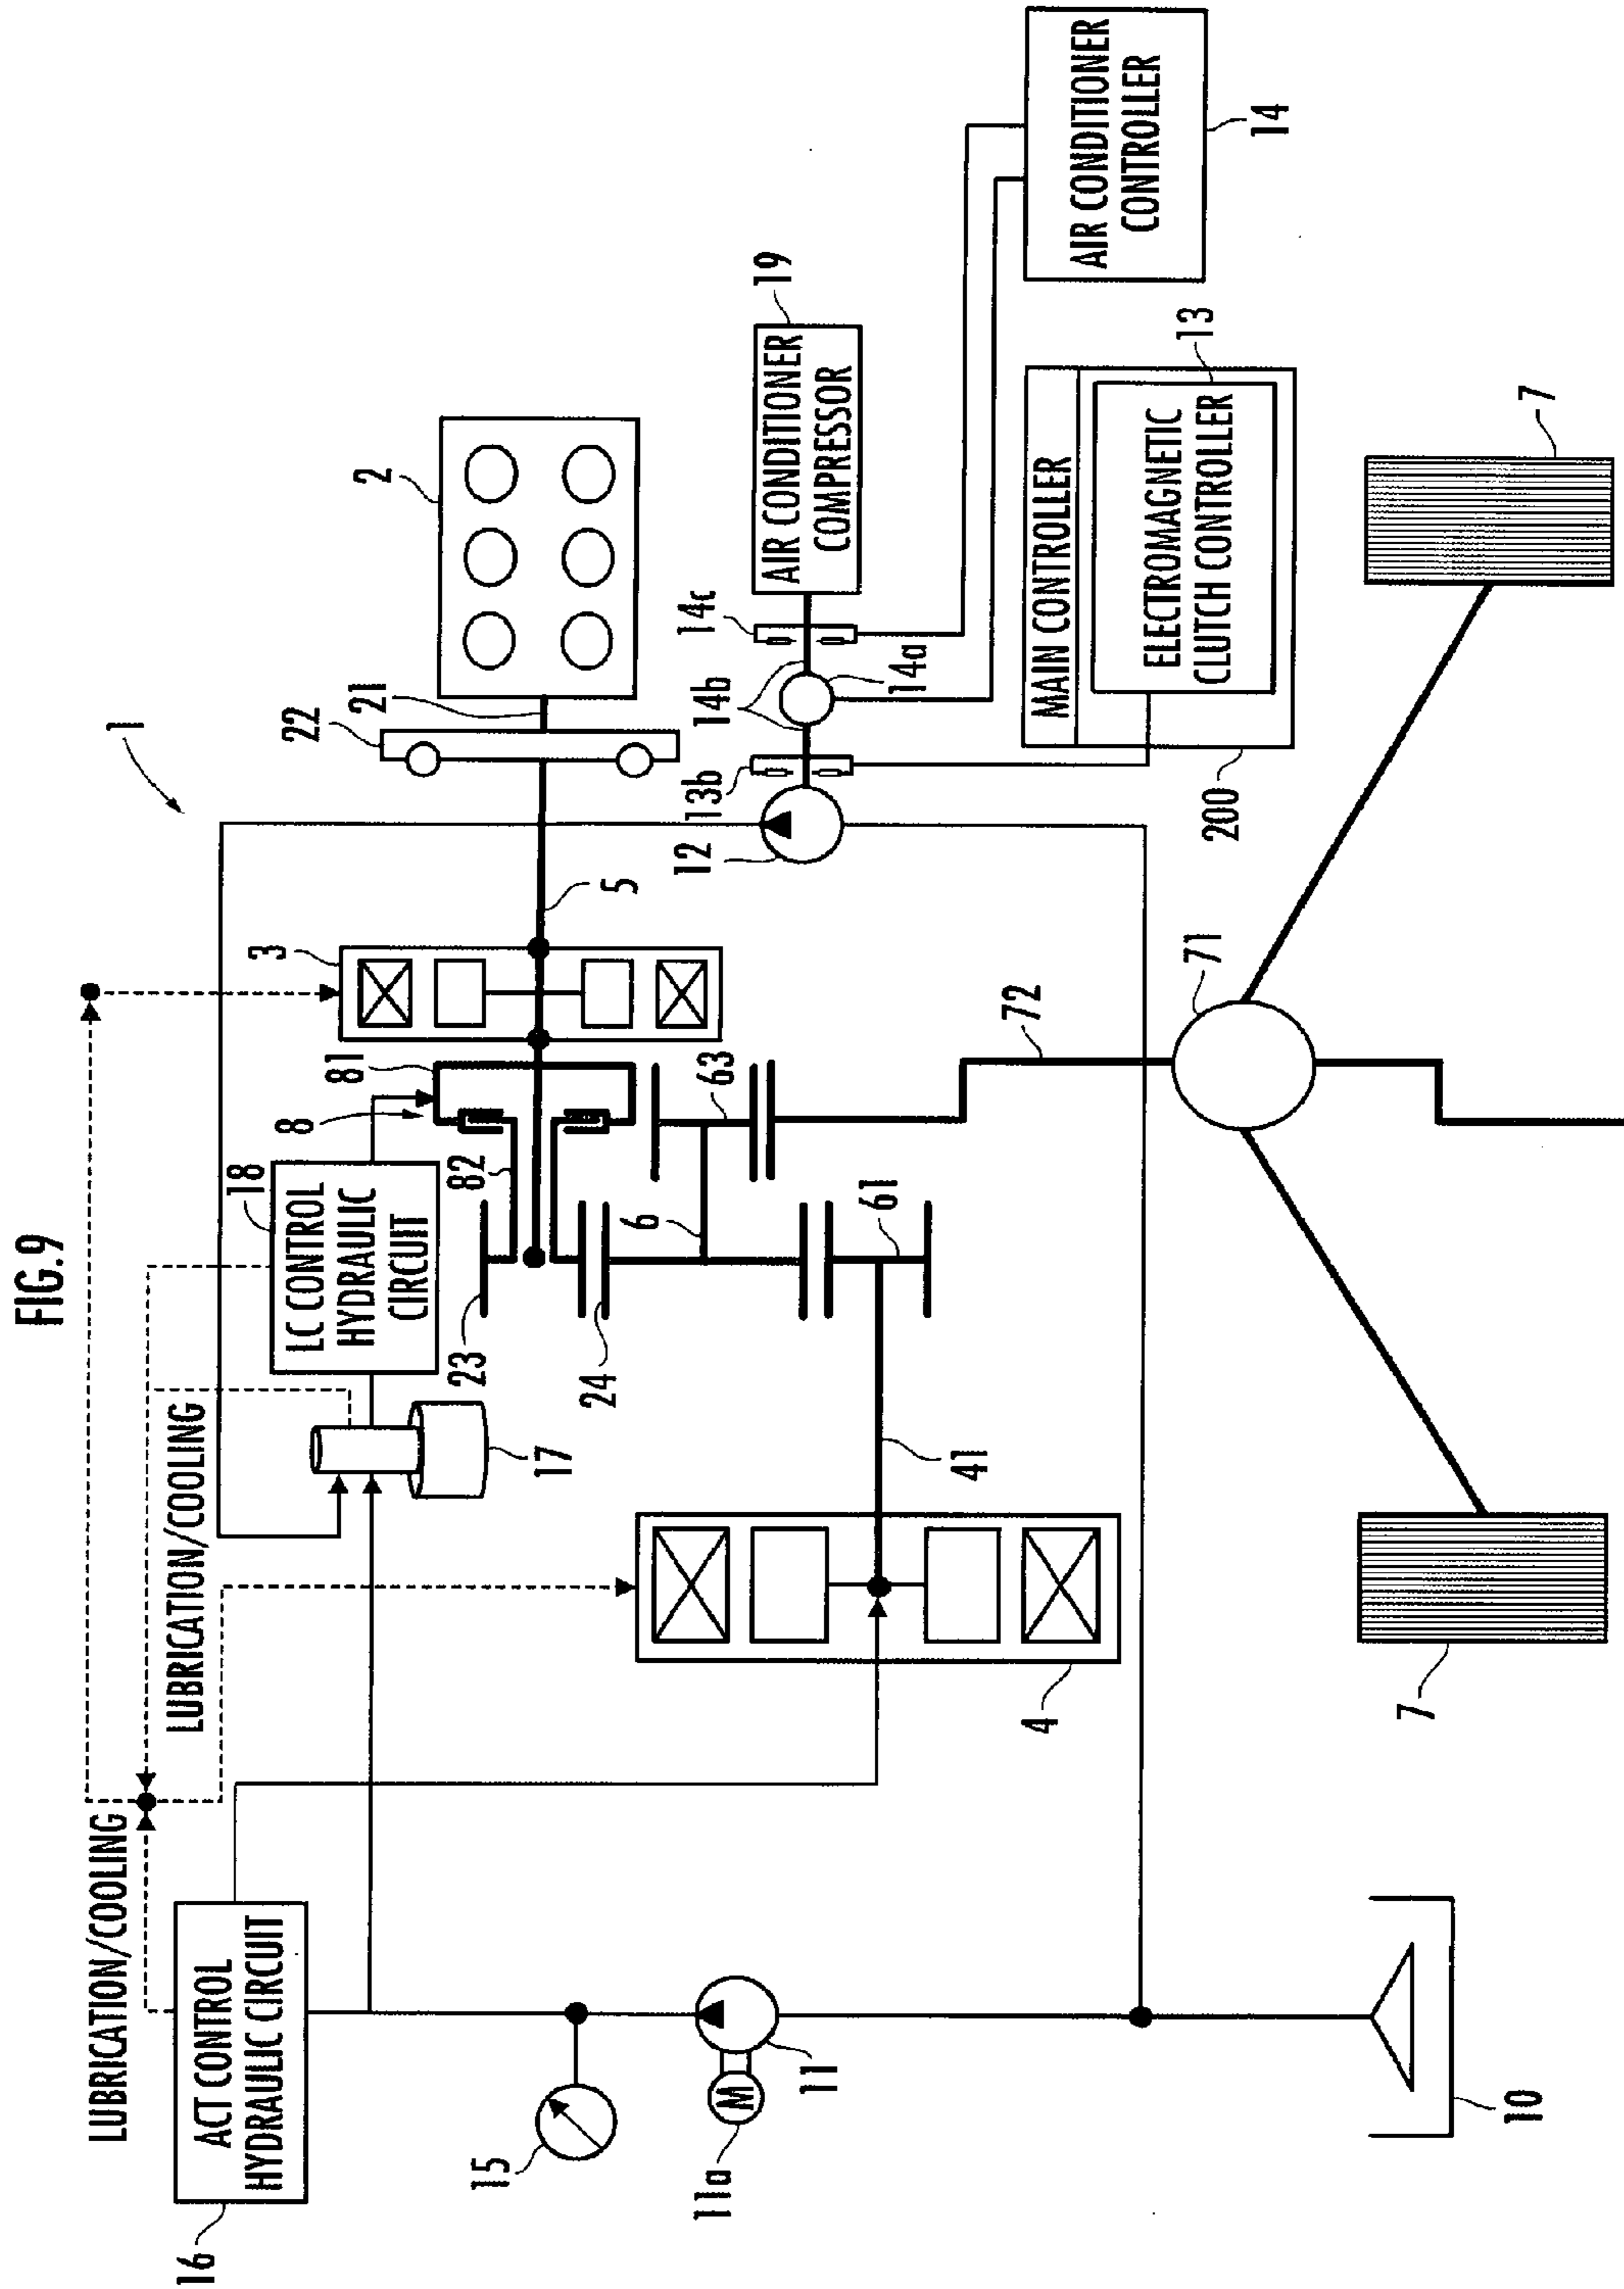 FIG.9
LUBRICATION/COOLING
LUBRICATION/COOLING
ACT CONTROL
HYDRAULIC CIRCUIT
16
LC CONTROL
HYDRAULIC
CIRCUIT
18
17
15
11a
M
11
10
1
2
21
22
3
5
8
81
82
23
24
6
63
61
41
4
12
13b
14b
14a
14c
19
AIR CONDITIONER
COMPRESSOR
AIR CONDITIONER
CONTROLLER
14
MAIN CONTROLLER
ELECTROMAGNETIC
CLUTCH CONTROLLER
13
200
72
71
7
7